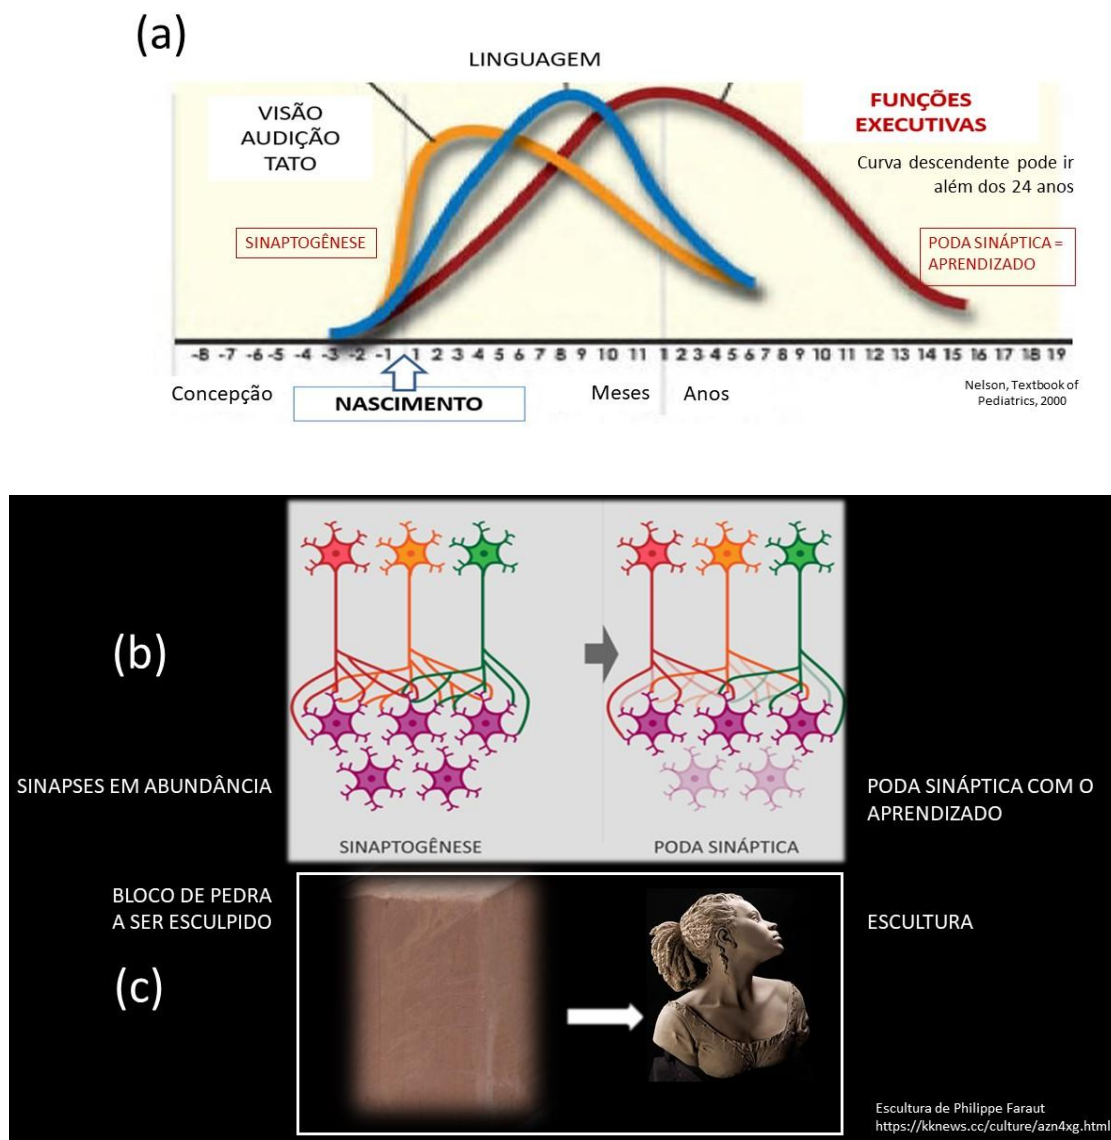 (a)
LINGUAGEM
VISÃO
AUDIÇÃO
TATO
FUNÇÕES
EXECUTIVAS
Curva descendente pode ir
além dos 24 anos
SINAPTOGÊNESE
PODA SINÁPTICA =
APRENDIZADO
-8 -7 -6 -5 -4 -3 -2 -1 1 2 3 4 5 6 7 8 9 10 11 1 2 3 4 5 6 7 8 9 10 11 12 13 14 15 16 17 18 19
Concepção
NASCIMENTO
Meses
Anos
Nelson, Textbook of
Pediatrics, 2000
(b)
SINAPSES EM ABUNDÂNCIA
PODA SINÁPTICA COM O
APRENDIZADO
SINAPTOGÊNESE
PODA SINÁPTICA
BLOCO DE PEDRA
A SER ESCULPIDO
ESCULTURA
(c)
Escultura de Philippe Faraut
https://kknews.cc/culture/azn4xg.html